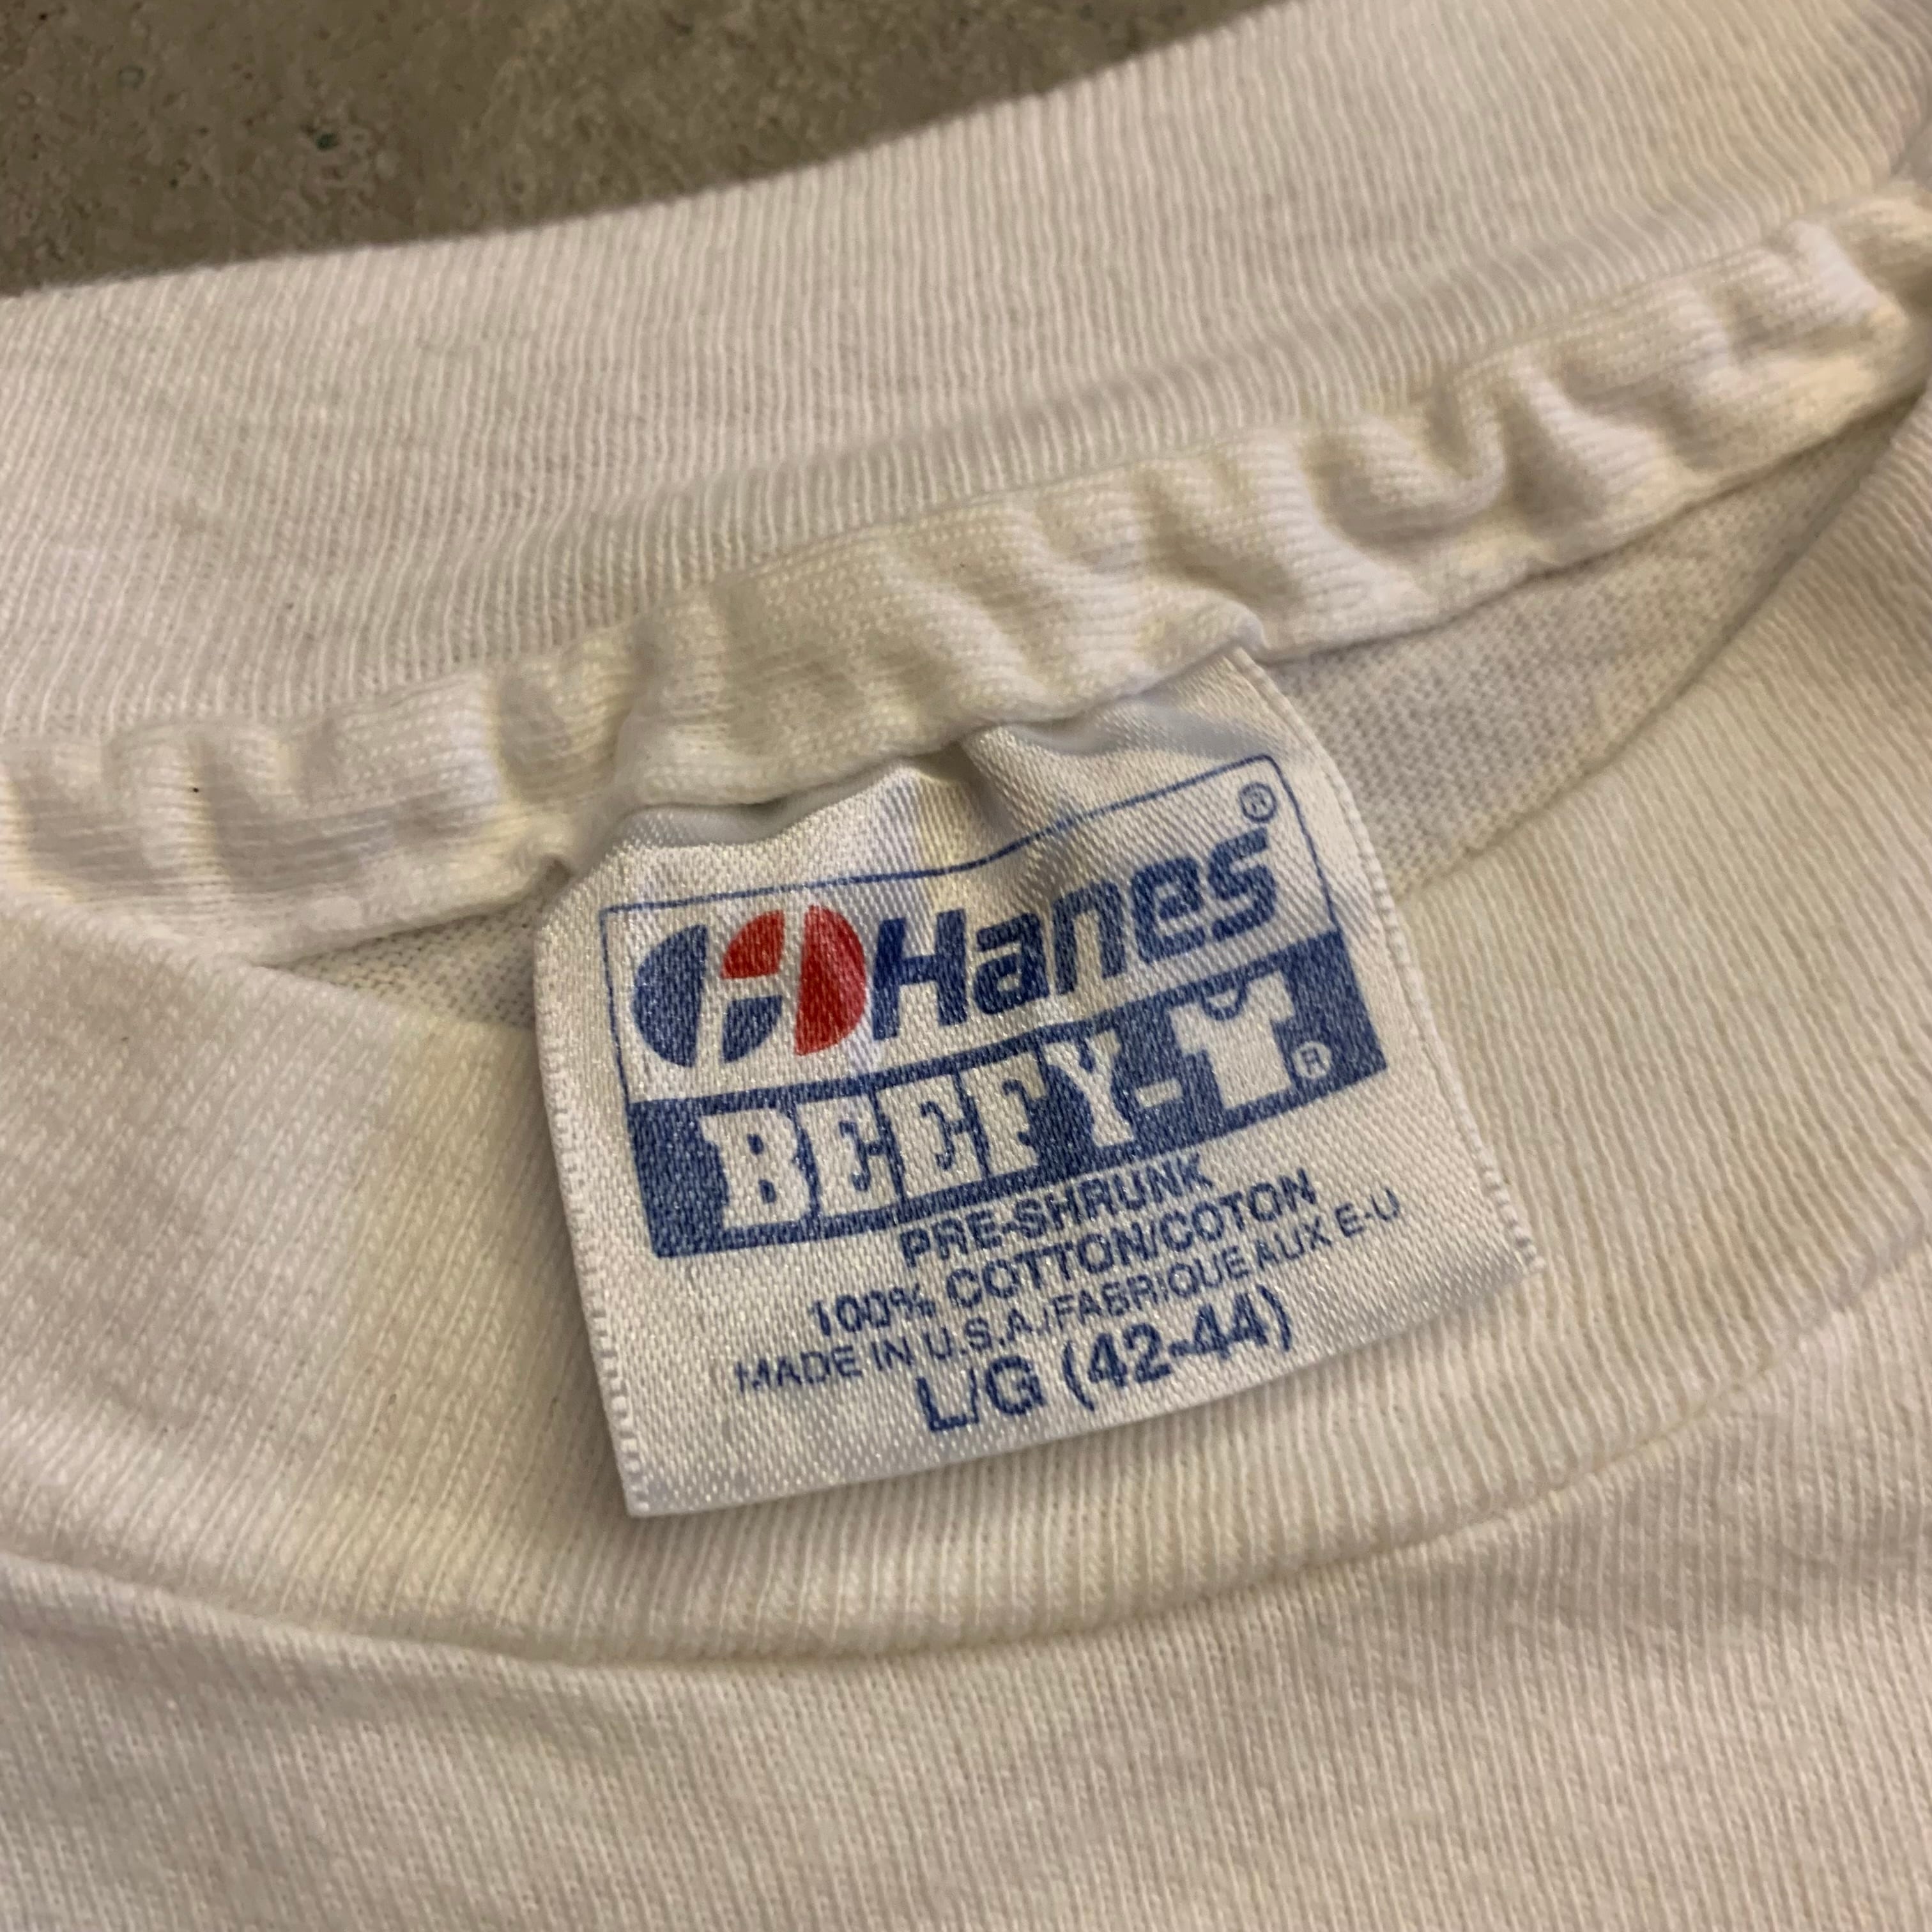 Hanes®
BEEFY-T®
PRE-SHRUNK
100% COTTON/COTON
MADE IN U.S.A./FABRIQUE AUX E-U
L/G (42-44)